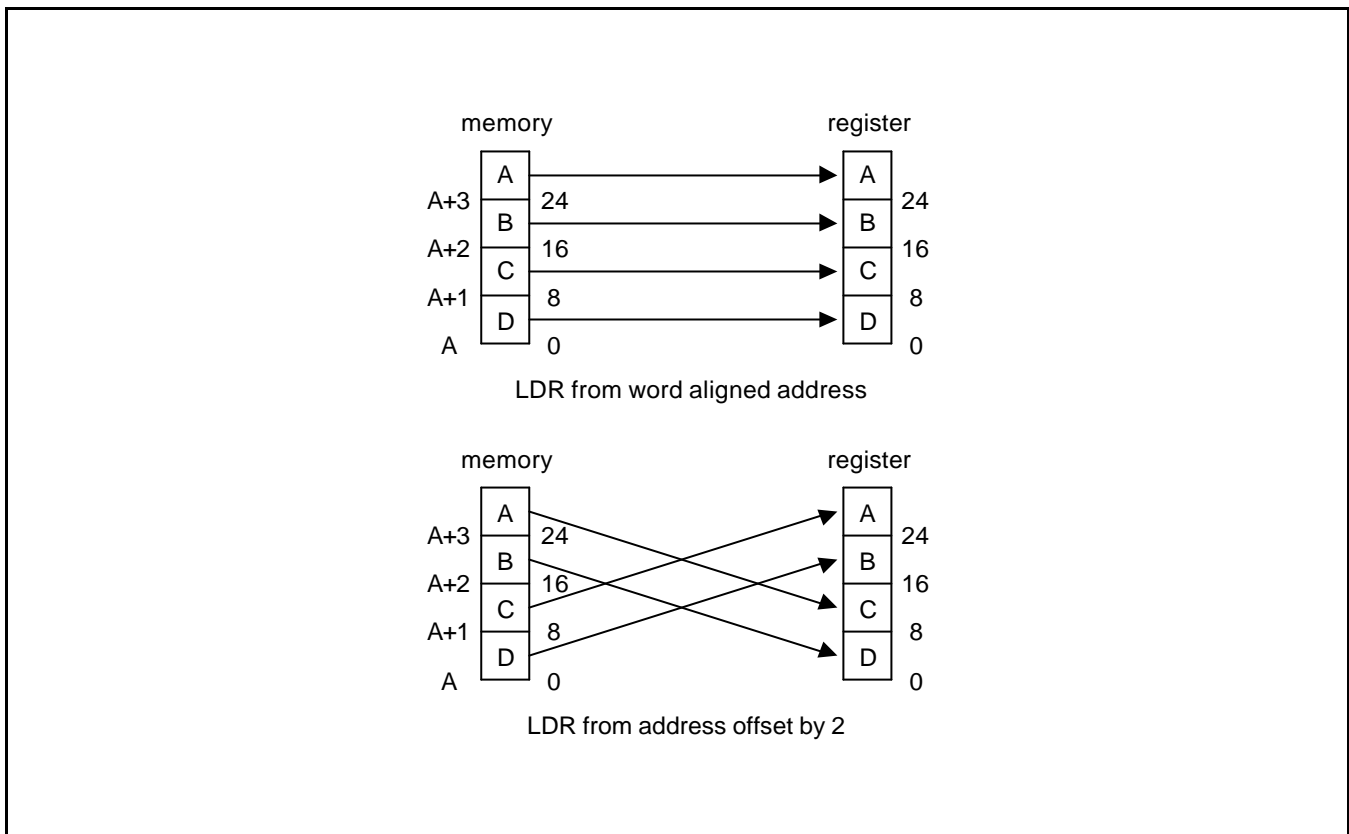 memory register
A A
A+3 24 24
B B
A+2 16 16
C C
A+1 8 8
D D
A 0 0
LDR from word aligned address
memory register
A A
A+3 24 24
B B
A+2 16 16
C C
A+1 8 8
D D
A 0 0
LDR from address offset by 2